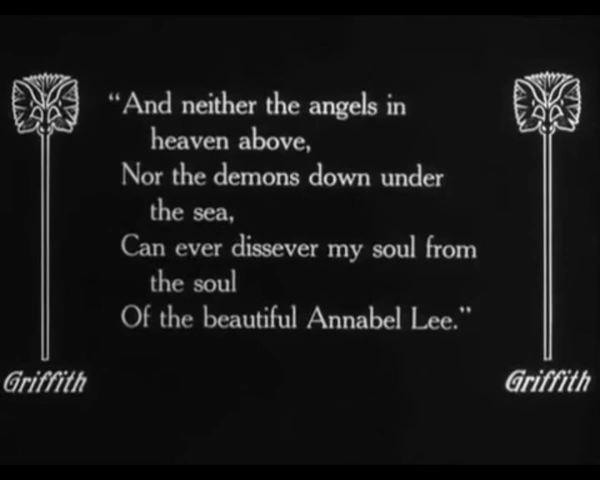 “And neither the angels in
heaven above,
Nor the demons down under
the sea,
Can ever dissever my soul from
the soul
Of the beautiful Annabel Lee.”
Griffith
Griffith